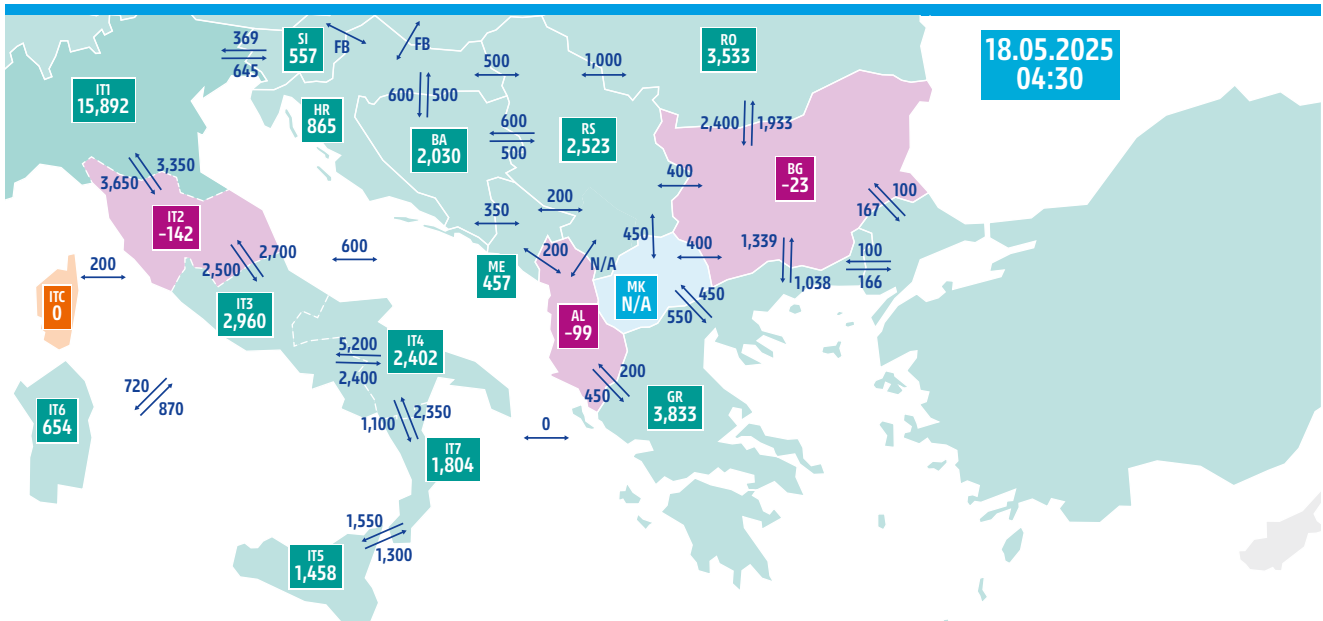 18.05.2025
04:30
SI
557
FB
FB
369
645
500
1,000
RO
3,533
IT1
15,892
HR
865
600
500
BA
2,030
600
500
RS
2,523
2,400
1,933
3,350
3,650
400
BG
-23
100
167
IT2
-142
350
200
450
400
1,339
1,038
100
166
2,700
2,500
600
200
ME
457
200
N/A
MK
N/A
450
550
ITC
0
IT3
2,960
AL
-99
5,200
2,400
IT4
2,402
200
450
GR
3,833
720
870
IT6
654
1,100
2,350
0
IT7
1,804
1,550
1,300
IT5
1,458